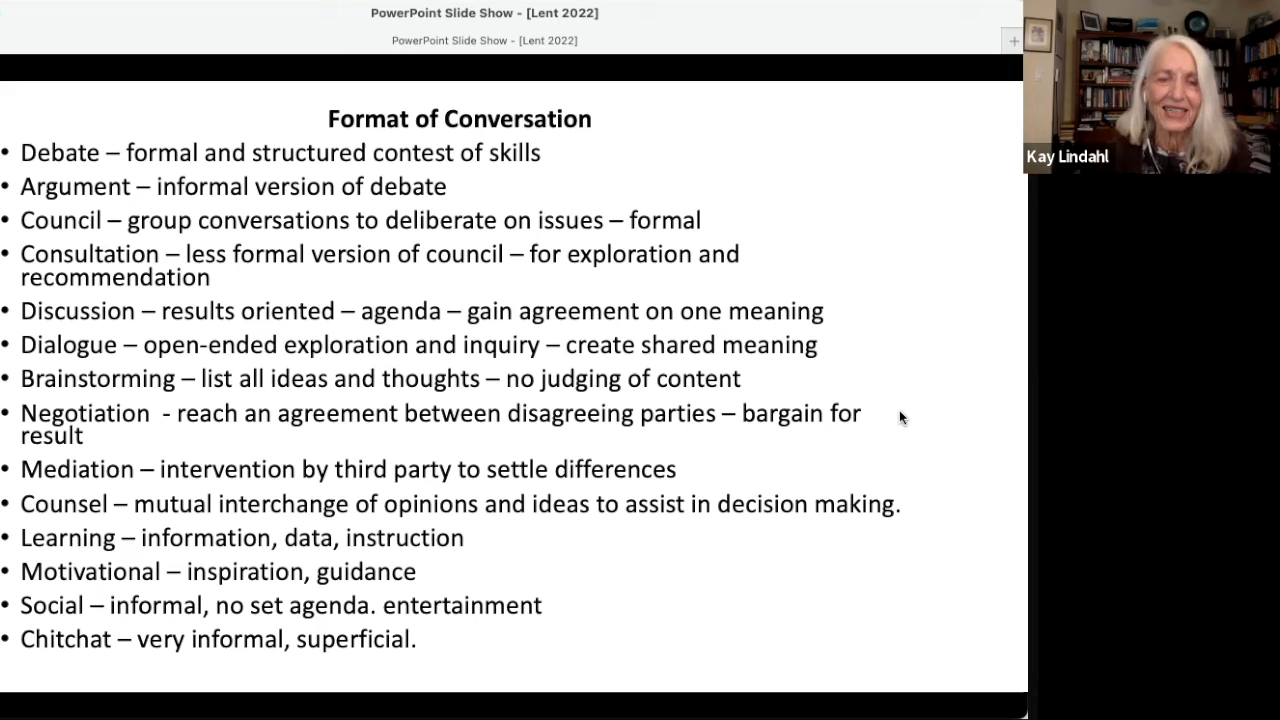 PowerPoint Slide Show - [Lent 2022]
PowerPoint Slide Show - [Lent 2022]
Format of Conversation
• Debate – formal and structured contest of skills
• Argument – informal version of debate
• Council – group conversations to deliberate on issues – formal
• Consultation – less formal version of council – for exploration and
recommendation
• Discussion – results oriented – agenda – gain agreement on one meaning
• Dialogue – open-ended exploration and inquiry – create shared meaning
• Brainstorming – list all ideas and thoughts – no judging of content
• Negotiation  - reach an agreement between disagreeing parties – bargain for
result
• Mediation – intervention by third party to settle differences
• Counsel – mutual interchange of opinions and ideas to assist in decision making.
• Learning – information, data, instruction
• Motivational – inspiration, guidance
• Social – informal, no set agenda. entertainment
• Chitchat – very informal, superficial.
Kay Lindahl